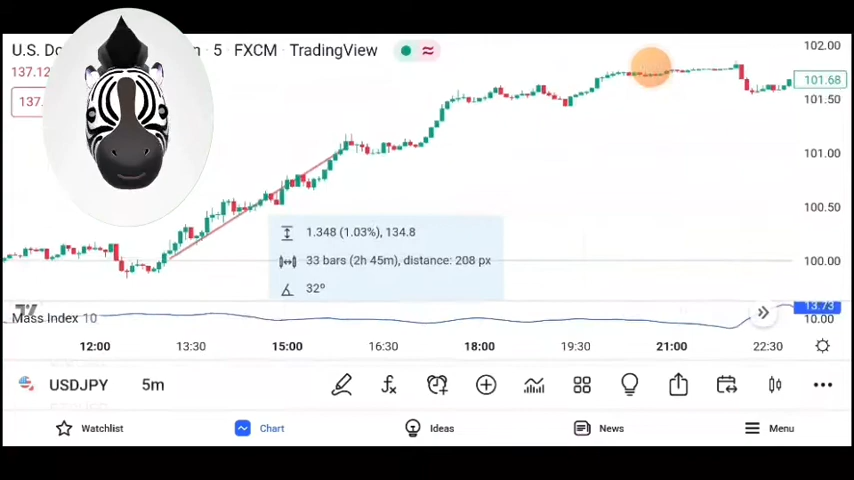 U.S. Do n · 5 · FXCM · TradingView
102.00
137.12
101.68
137.
101.50
101.00
1.348 (1.03%), 134.8
100.50
33 bars (2h 45m), distance: 208 px
100.00
32º
13.73
Mass Index 10
10.00
12:00 13:30 15:00 16:30 18:00 19:30 21:00 22:30
USDJPY 5m
Watchlist Chart Ideas News Menu